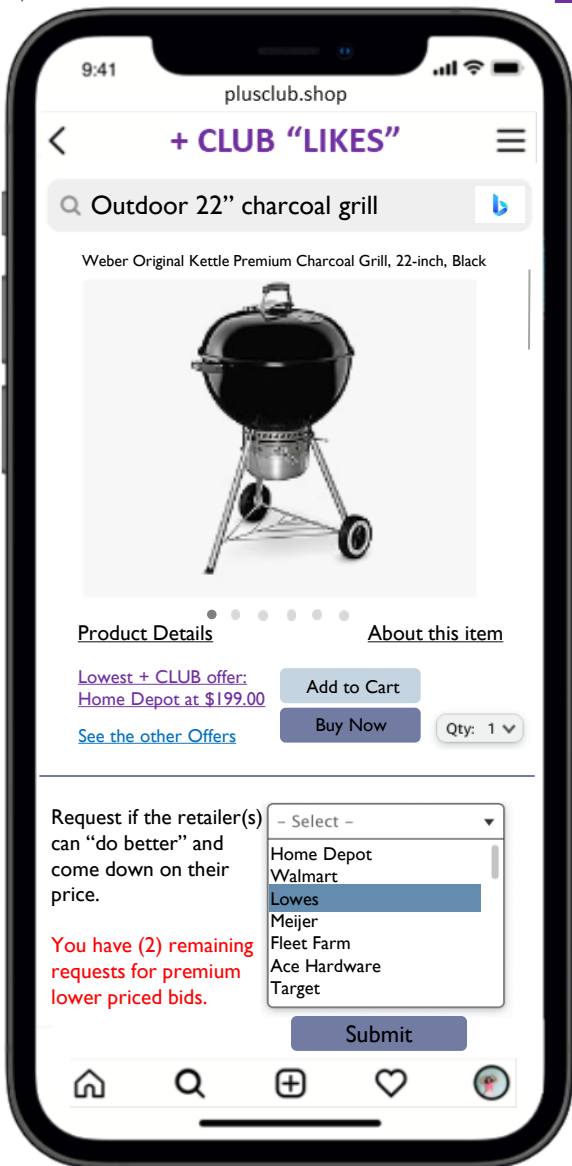 9:41
plusclub.shop
+ CLUB “LIKES”
Outdoor 22” charcoal grill
Weber Original Kettle Premium Charcoal Grill, 22-inch, Black
Product Details
About this item
Lowest + CLUB offer:
Home Depot at $199.00
See the other Offers
Add to Cart
Buy Now
Qty: 1
Request if the retailer(s)
can “do better” and
come down on their
price.
You have (2) remaining
requests for premium
lower priced bids.
– Select –
Home Depot
Walmart
Lowes
Meijer
Fleet Farm
Ace Hardware
Target
Submit